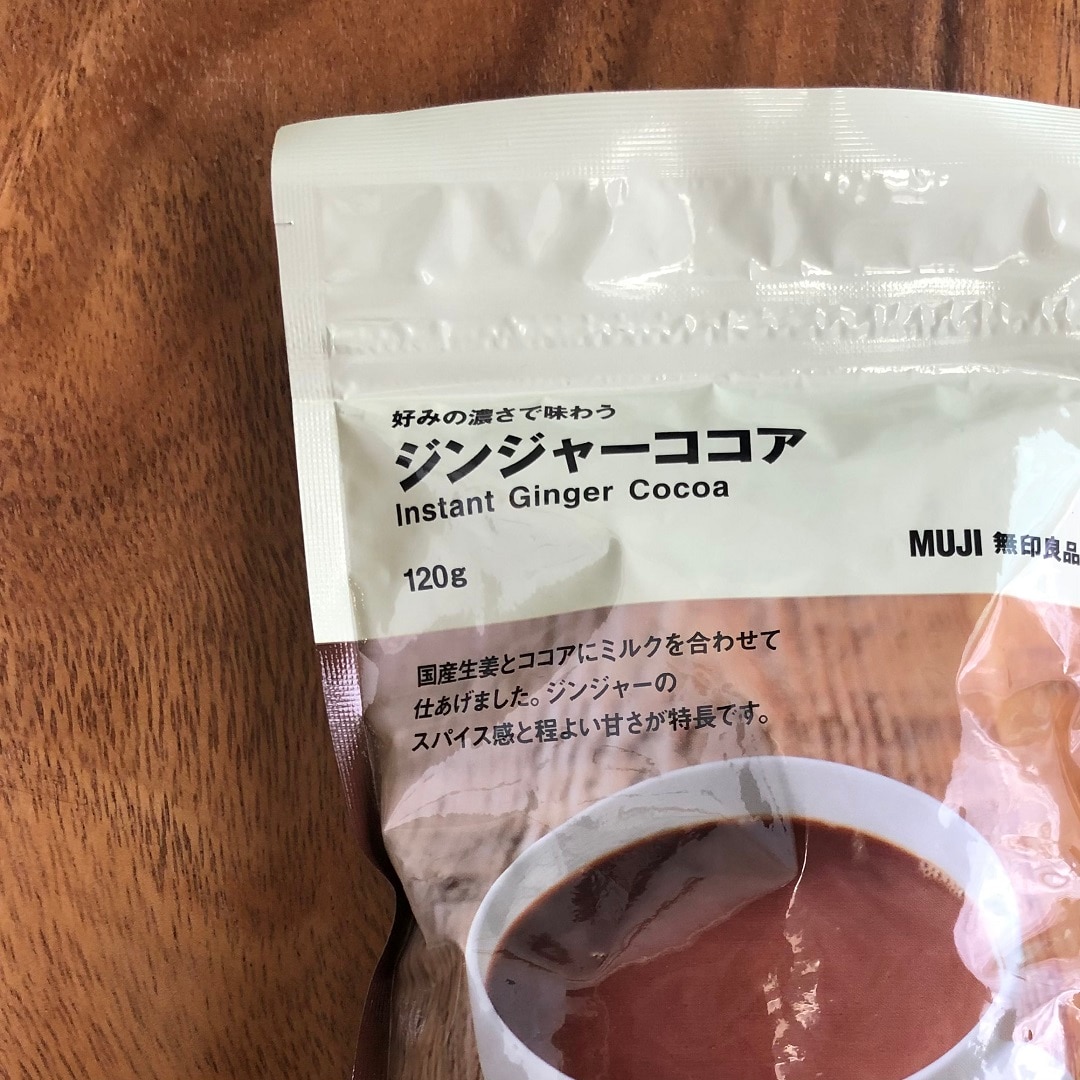 好みの濃さで味わう
ジンジャーココア
Instant Ginger Cocoa
MUJI 無印良品
120g
国産生姜とココアにミルクを合わせて
仕あげました。ジンジャーの
スパイス感と程よい甘さが特長です。